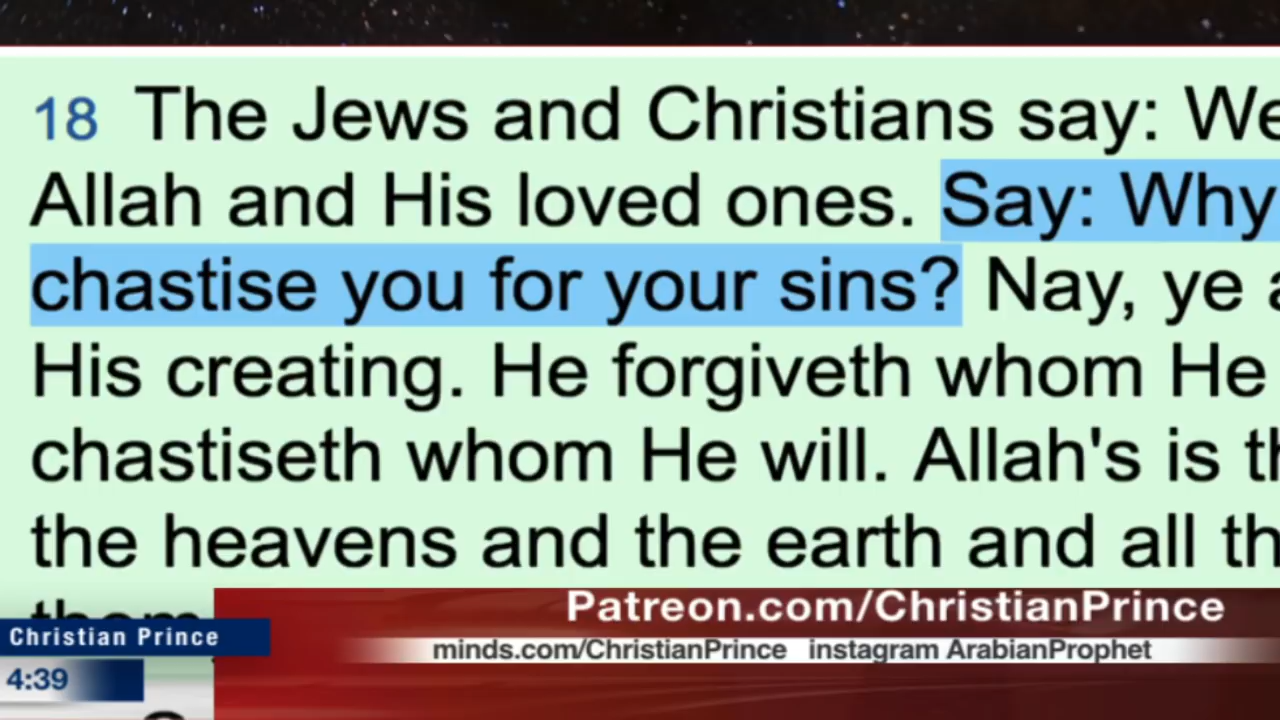 18 The Jews and Christians say: We
Allah and His loved ones. Say: Why
chastise you for your sins? Nay, ye
His creating. He forgiveth whom He
chastiseth whom He will. Allah's is
the heavens and the earth and all
them
Patreon.com/ChristianPrince
Christian Prince
minds.com/ChristianPrince instagram ArabianProphet
4:39